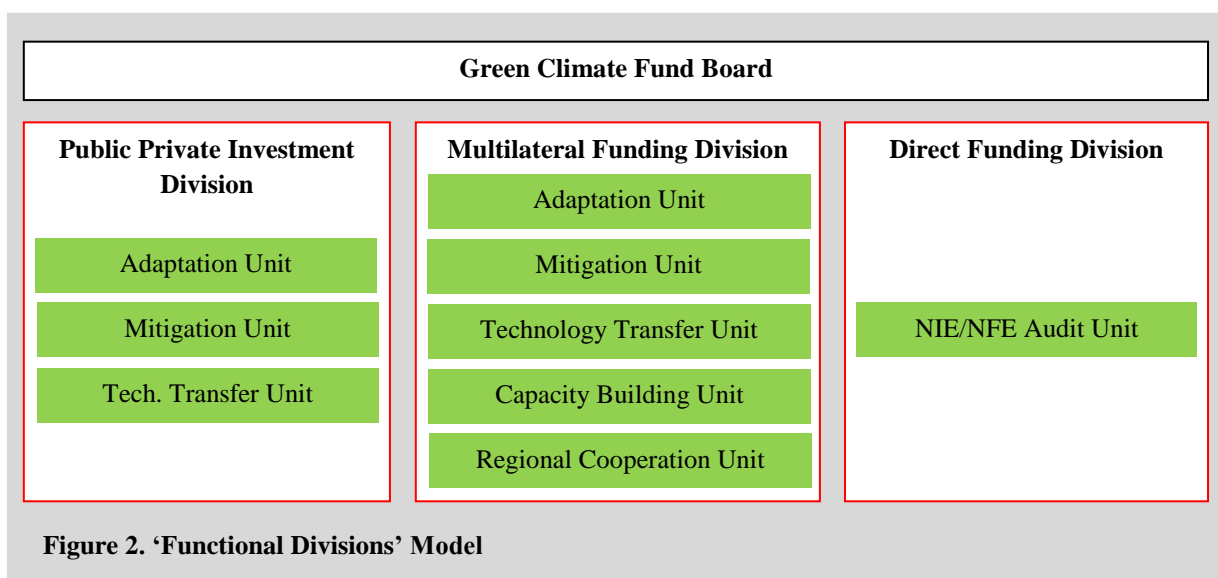 Green Climate Fund Board
Public Private Investment
Division
Adaptation Unit
Mitigation Unit
Tech. Transfer Unit
Multilateral Funding Division
Adaptation Unit
Mitigation Unit
Technology Transfer Unit
Capacity Building Unit
Regional Cooperation Unit
Direct Funding Division
NIE/NFE Audit Unit
Figure 2. ‘Functional Divisions’ Model